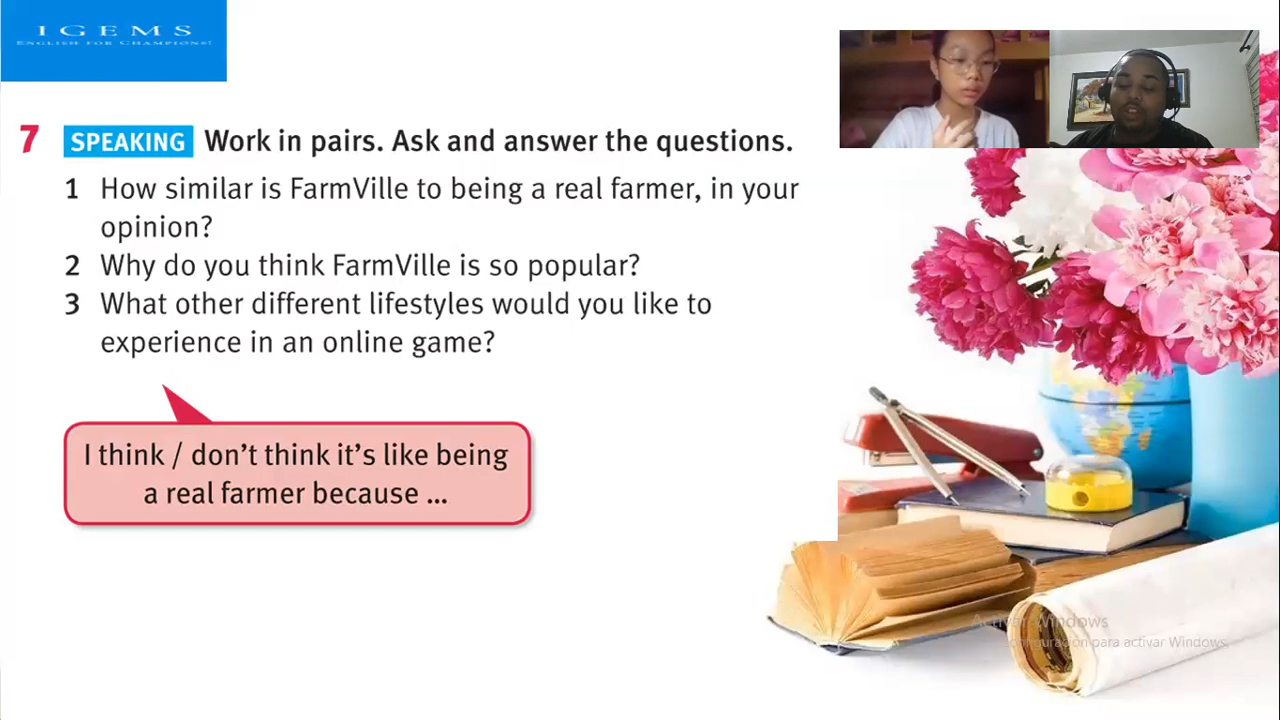 IGEMS
ENGLISH FOR CHAMPIONS!
7 SPEAKING Work in pairs. Ask and answer the questions.
1 How similar is FarmVille to being a real farmer, in your
opinion?
2 Why do you think FarmVille is so popular?
3 What other different lifestyles would you like to
experience in an online game?
I think / don't think it's like being
a real farmer because ...
Activar Windows
configuración para activar Windows.